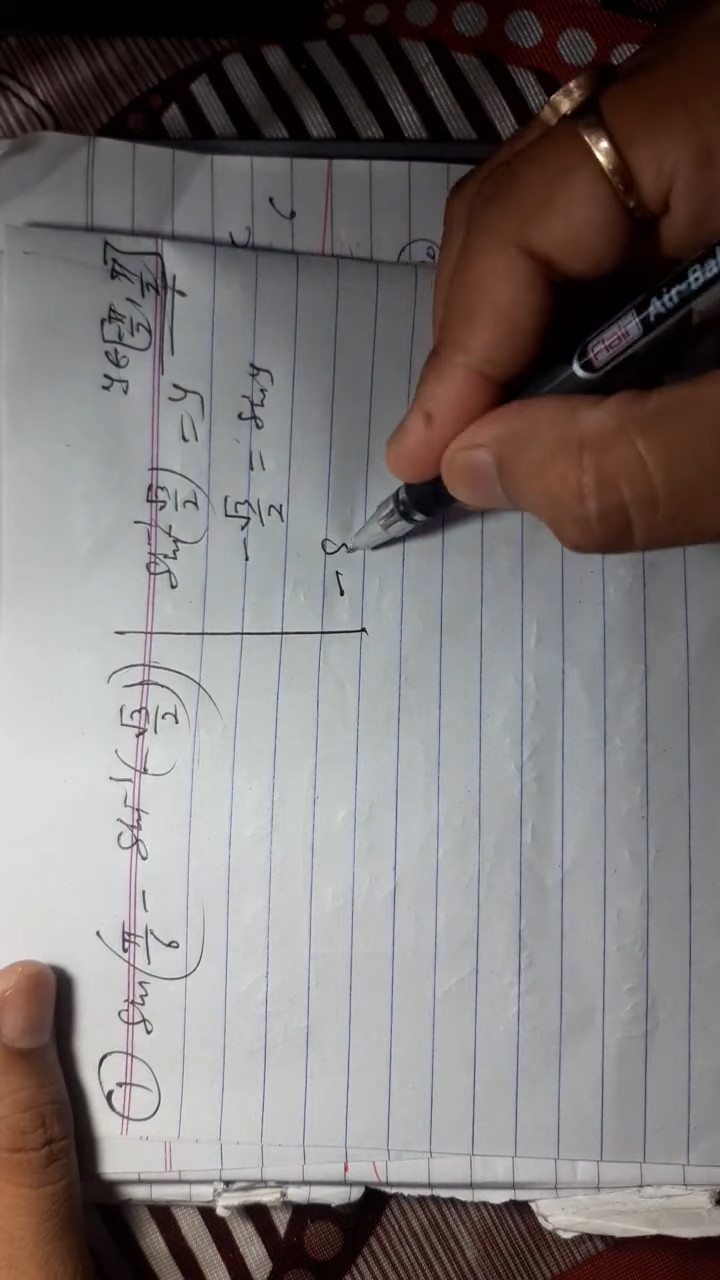 ① sin(π/6 - sin⁻¹(-√3/2))
y ∈ [-π/2, π/2]
sin⁻¹(-√3/2) = y
-√3/2 = sin y
- s
6
Flair Air-Bal